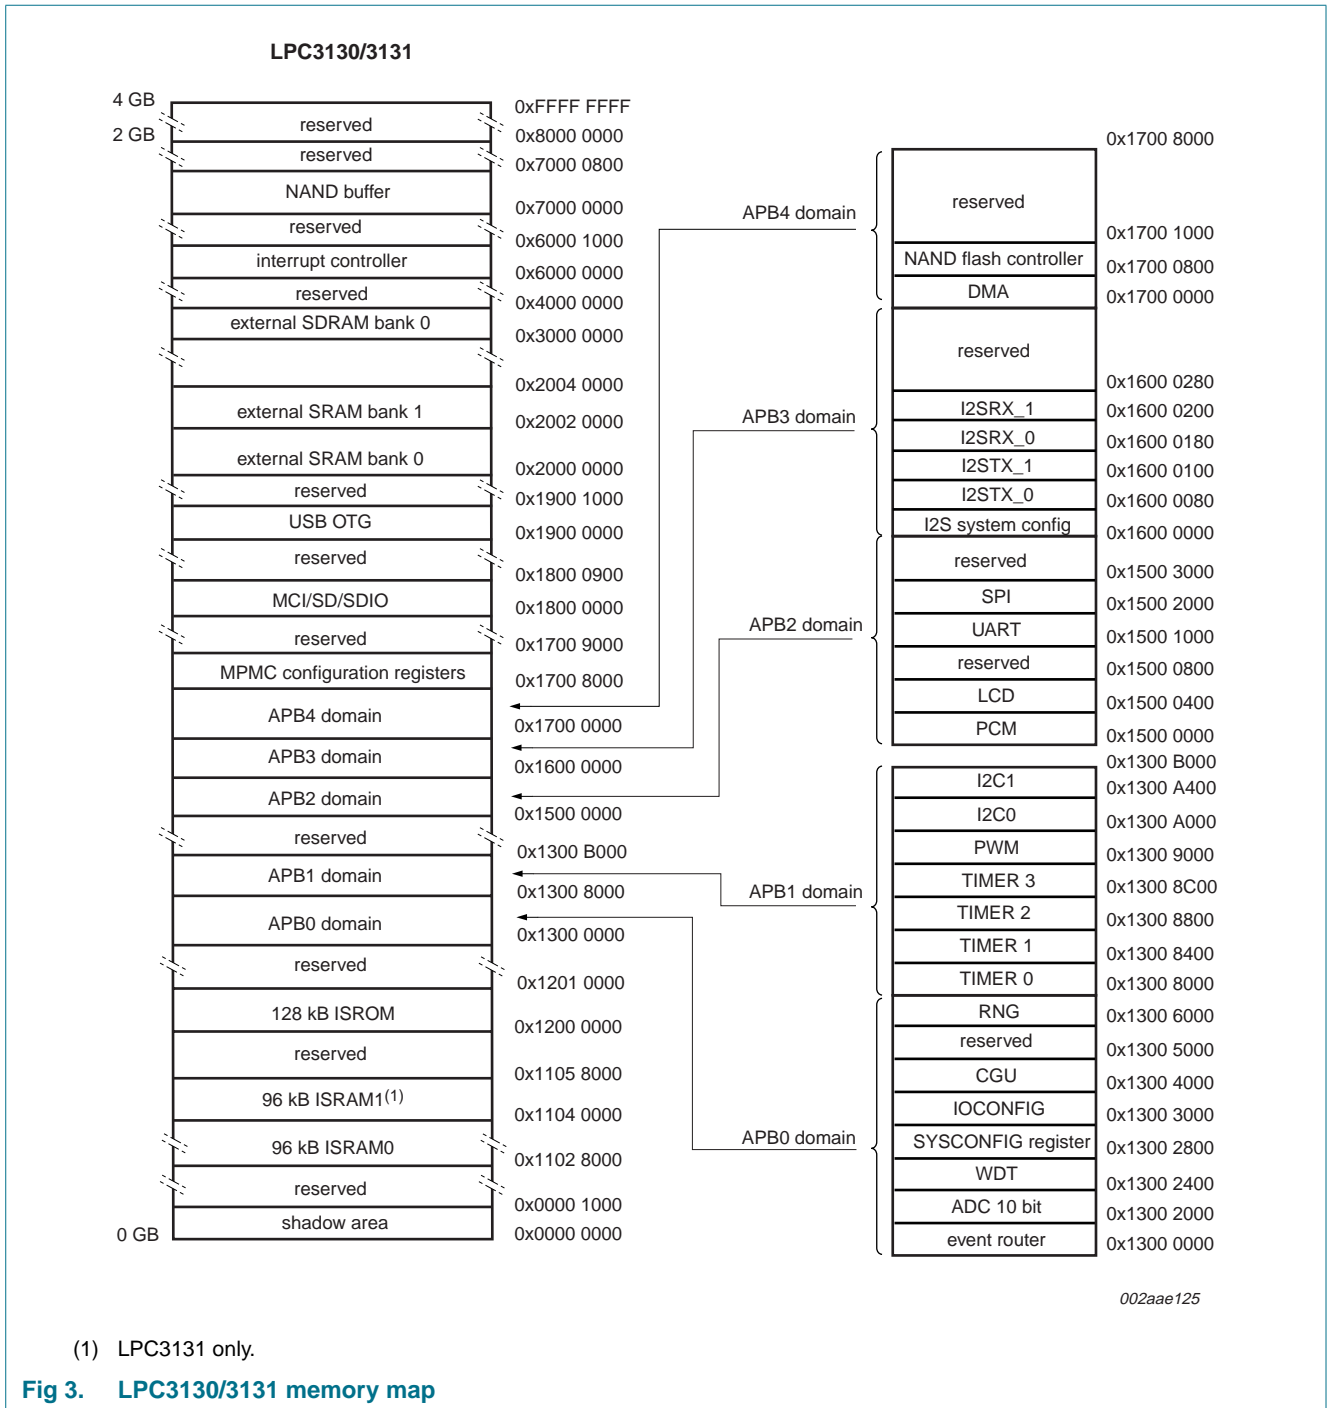 LPC3130/3131
4 GB
0xFFFF FFFF
reserved
2 GB
0x8000 0000
reserved
0x7000 0800
NAND buffer
0x7000 0000
reserved
0x6000 1000
interrupt controller
0x6000 0000
reserved
0x4000 0000
external SDRAM bank 0
0x3000 0000
0x2004 0000
external SRAM bank 1
0x2002 0000
external SRAM bank 0
0x2000 0000
reserved
0x1900 1000
USB OTG
0x1900 0000
reserved
0x1800 0900
MCI/SD/SDIO
0x1800 0000
reserved
0x1700 9000
MPMC configuration registers
0x1700 8000
APB4 domain
0x1700 0000
APB3 domain
0x1600 0000
APB2 domain
0x1500 0000
reserved
0x1300 B000
APB1 domain
0x1300 8000
APB0 domain
0x1300 0000
reserved
0x1201 0000
128 kB ISROM
0x1200 0000
reserved
0x1105 8000
96 kB ISRAM1(1)
0x1104 0000
96 kB ISRAM0
0x1102 8000
reserved
0x0000 1000
shadow area
0 GB
0x0000 0000
0x1700 8000
APB4 domain
reserved
0x1700 1000
NAND flash controller
0x1700 0800
DMA
0x1700 0000
APB3 domain
reserved
0x1600 0280
I2SRX_1
0x1600 0200
I2SRX_0
0x1600 0180
I2STX_1
0x1600 0100
I2STX_0
0x1600 0080
I2S system config
0x1600 0000
APB2 domain
reserved
0x1500 3000
SPI
0x1500 2000
UART
0x1500 1000
reserved
0x1500 0800
LCD
0x1500 0400
PCM
0x1500 0000
0x1300 B000
APB1 domain
I2C1
0x1300 A400
I2C0
0x1300 A000
PWM
0x1300 9000
TIMER 3
0x1300 8C00
TIMER 2
0x1300 8800
TIMER 1
0x1300 8400
TIMER 0
0x1300 8000
APB0 domain
RNG
0x1300 6000
reserved
0x1300 5000
CGU
0x1300 4000
IOCONFIG
0x1300 3000
SYSCONFIG register
0x1300 2800
WDT
0x1300 2400
ADC 10 bit
0x1300 2000
event router
0x1300 0000
002aae125
(1) LPC3131 only.
Fig 3. LPC3130/3131 memory map